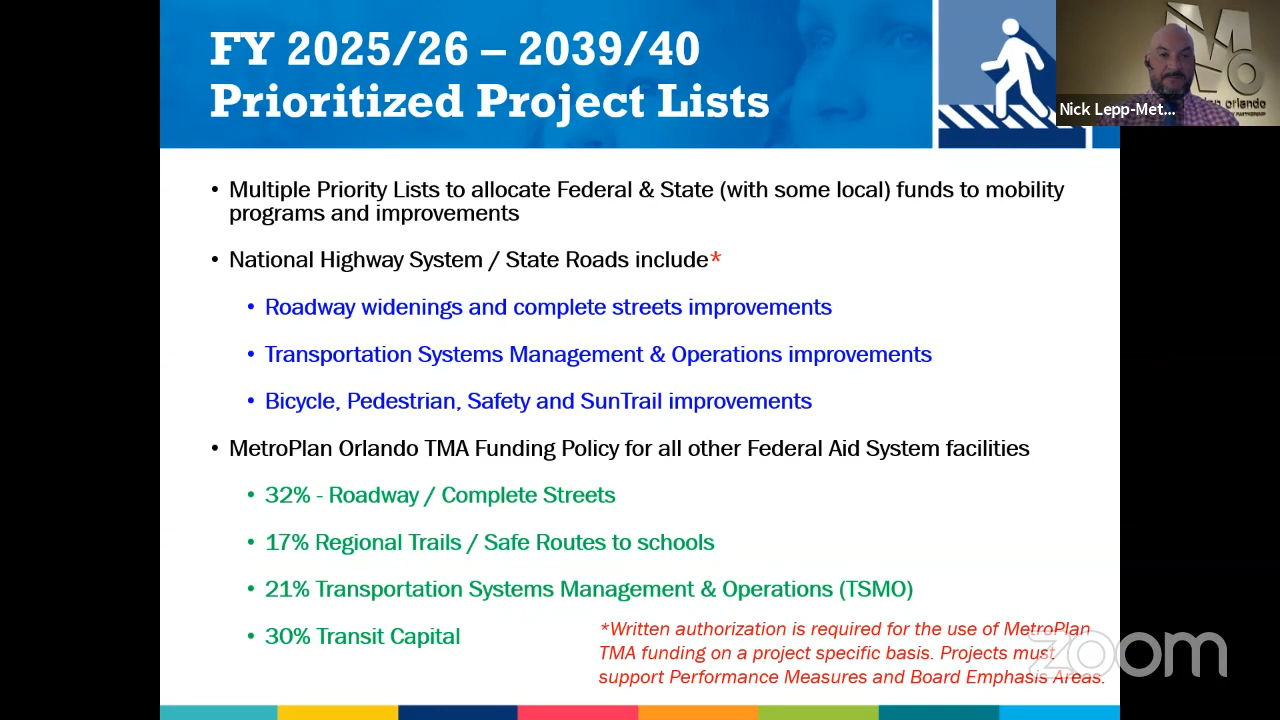 FY 2025/26 – 2039/40
Prioritized Project Lists
Nick Lepp-Met...
• Multiple Priority Lists to allocate Federal & State (with some local) funds to mobility
programs and improvements
• National Highway System / State Roads include*
• Roadway widenings and complete streets improvements
• Transportation Systems Management & Operations improvements
• Bicycle, Pedestrian, Safety and SunTrail improvements
• MetroPlan Orlando TMA Funding Policy for all other Federal Aid System facilities
• 32% - Roadway / Complete Streets
• 17% Regional Trails / Safe Routes to schools
• 21% Transportation Systems Management & Operations (TSMO)
• 30% Transit Capital
*Written authorization is required for the use of MetroPlan
TMA funding on a project specific basis. Projects must
support Performance Measures and Board Emphasis Areas.
zoom